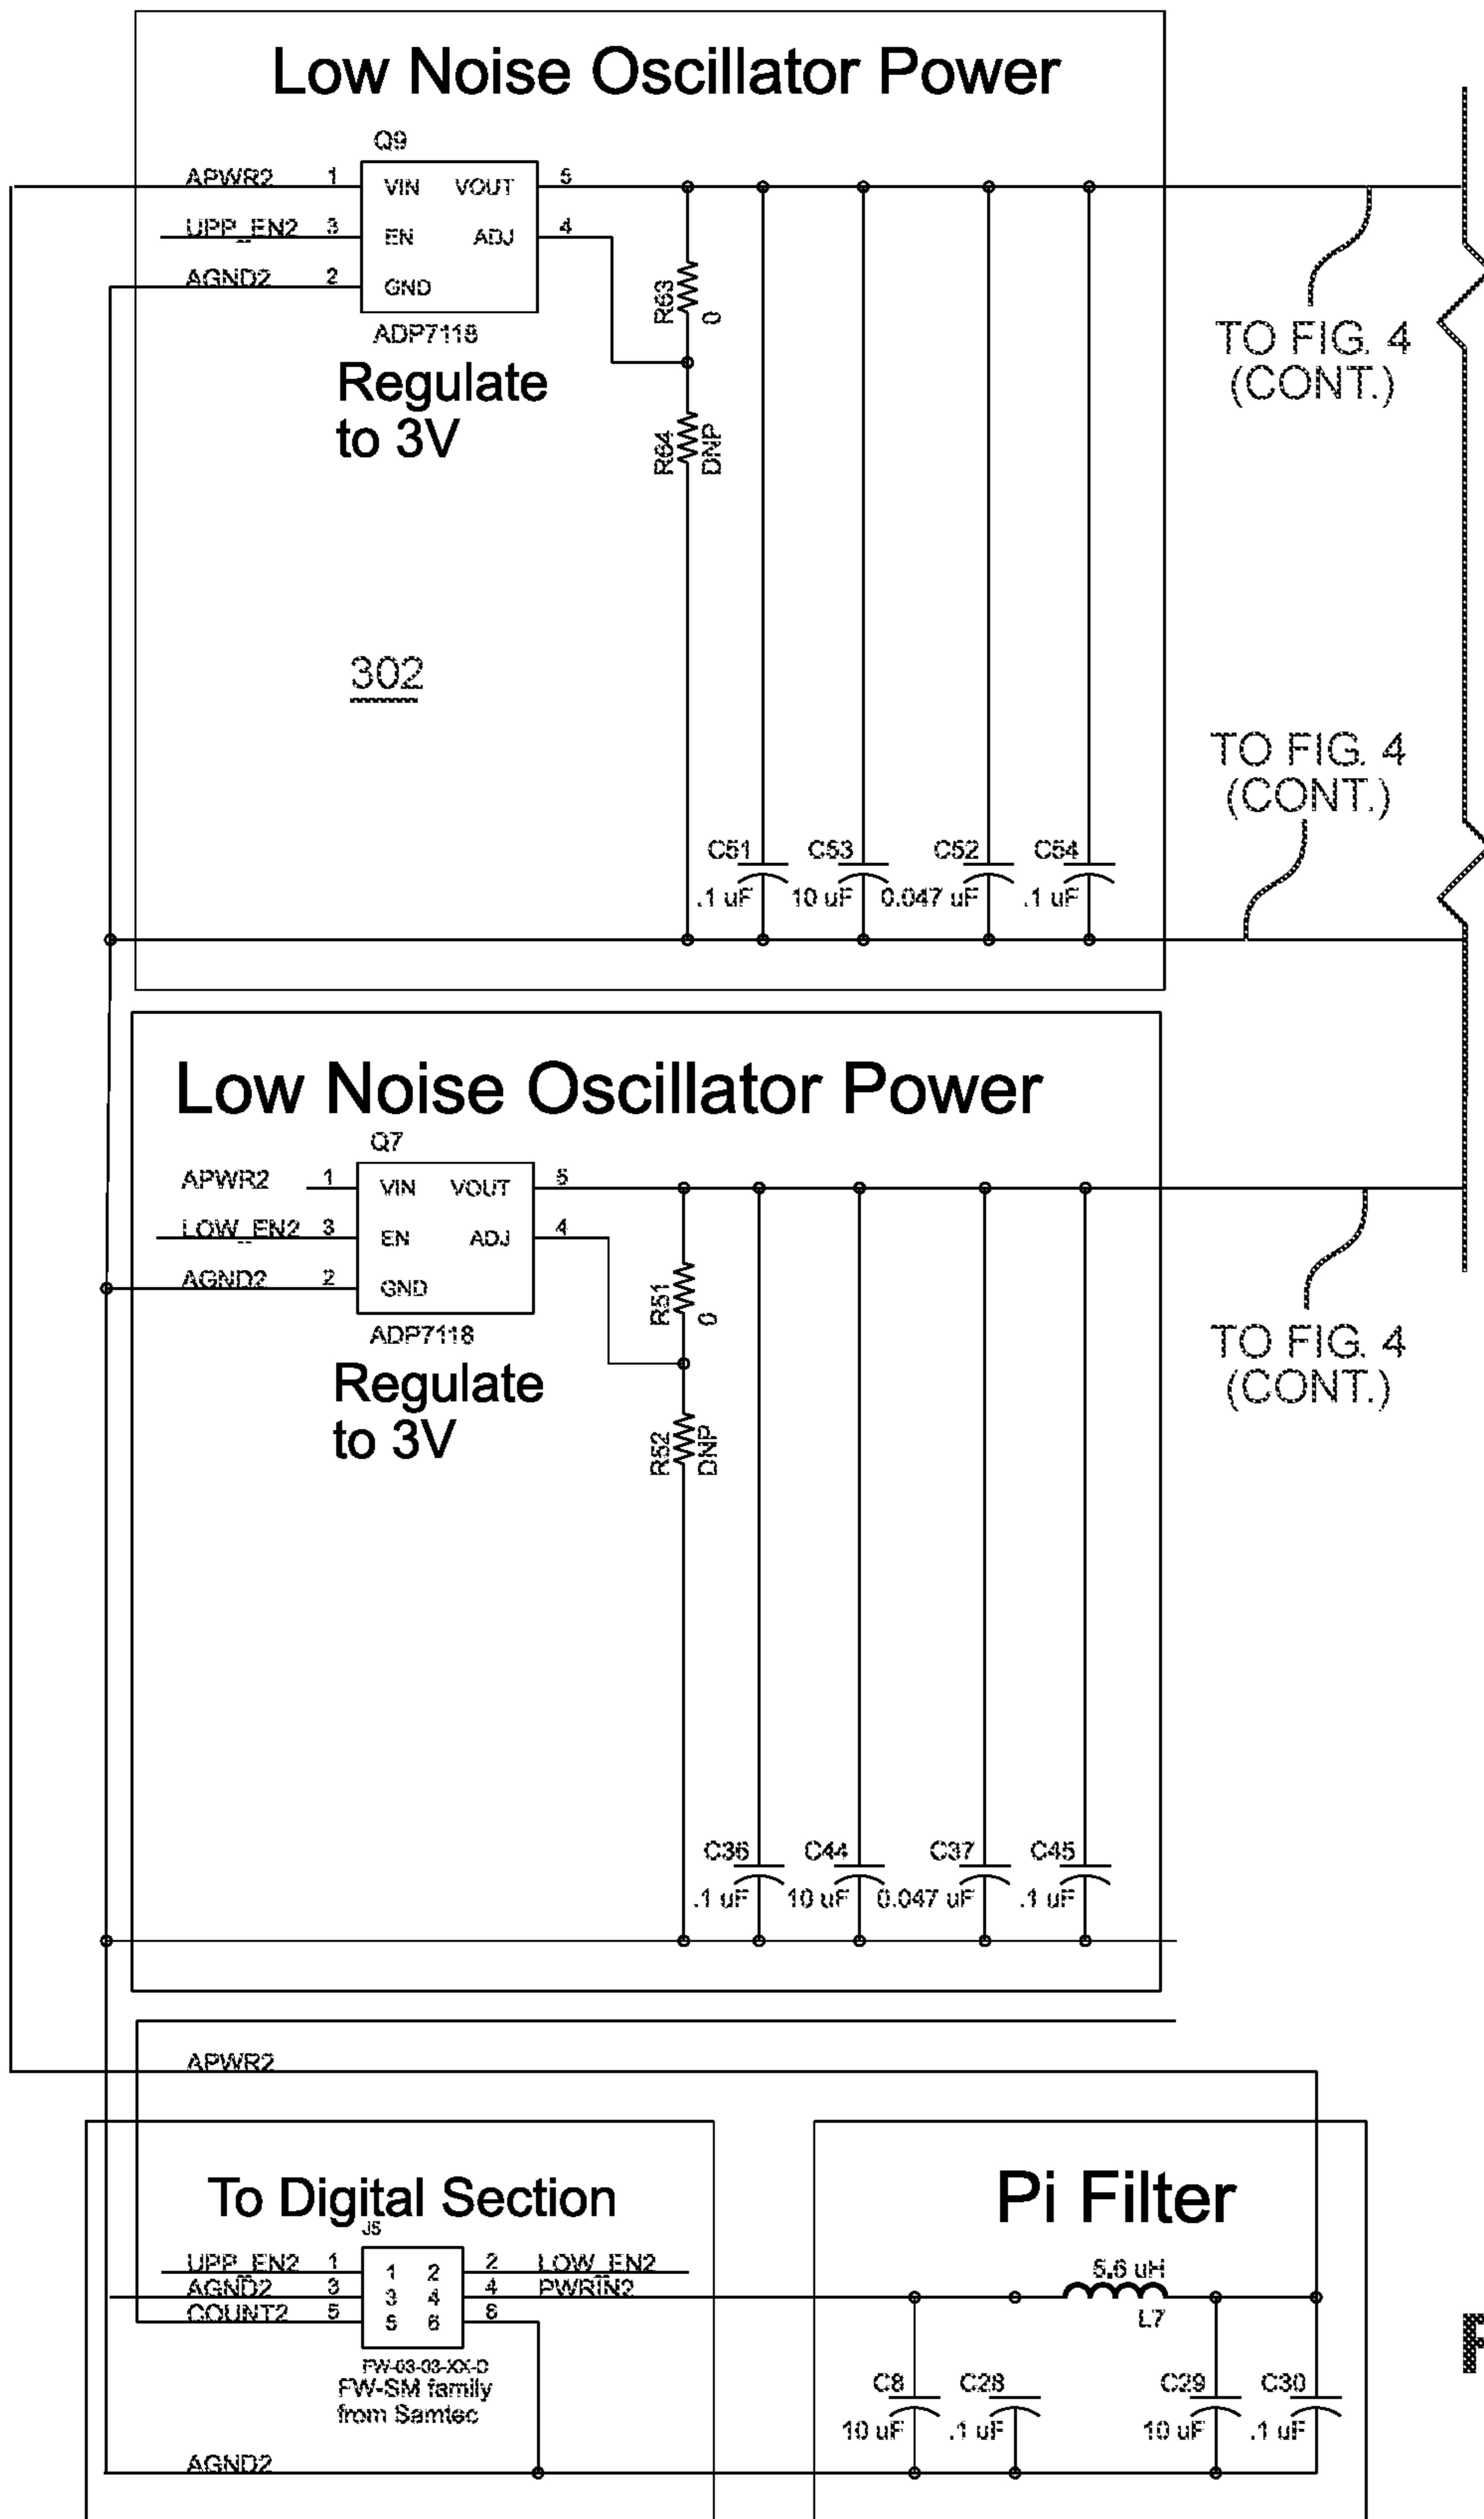 Low Noise Oscillator Power
Q9
APWR2 1 VIN VOUT 5
UPP_EN2 3 EN ADJ 4
AGND2 2 GND
ADP7118
Regulate
to 3V
R63
0
R64
DNP
TO FIG. 4
(CONT.)
302
TO FIG. 4
(CONT.)
C51 C53 C52 C54
.1 uF 10 uF 0.047 uF .1 uF
Low Noise Oscillator Power
Q7
APWR2 1 VIN VOUT 5
LOW_EN2 3 EN ADJ 4
AGND2 2 GND
ADP7118
Regulate
to 3V
R51
0
R52
DNP
TO FIG. 4
(CONT.)
C36 C44 C37 C45
.1 uF 10 uF 0.047 uF .1 uF
APWR2
To Digital Section
J5
UPP_EN2 1 1 2 2 LOW_EN2
AGND2 3 3 4 4 PWRIN2
COUNT2 5 5 6 6
FW-03-03-XX-D
FW-SM family
from Samtec
AGND2
Pi Filter
5.6 uH
L7
C8 C28 C29 C30
10 uF .1 uF 10 uF .1 uF